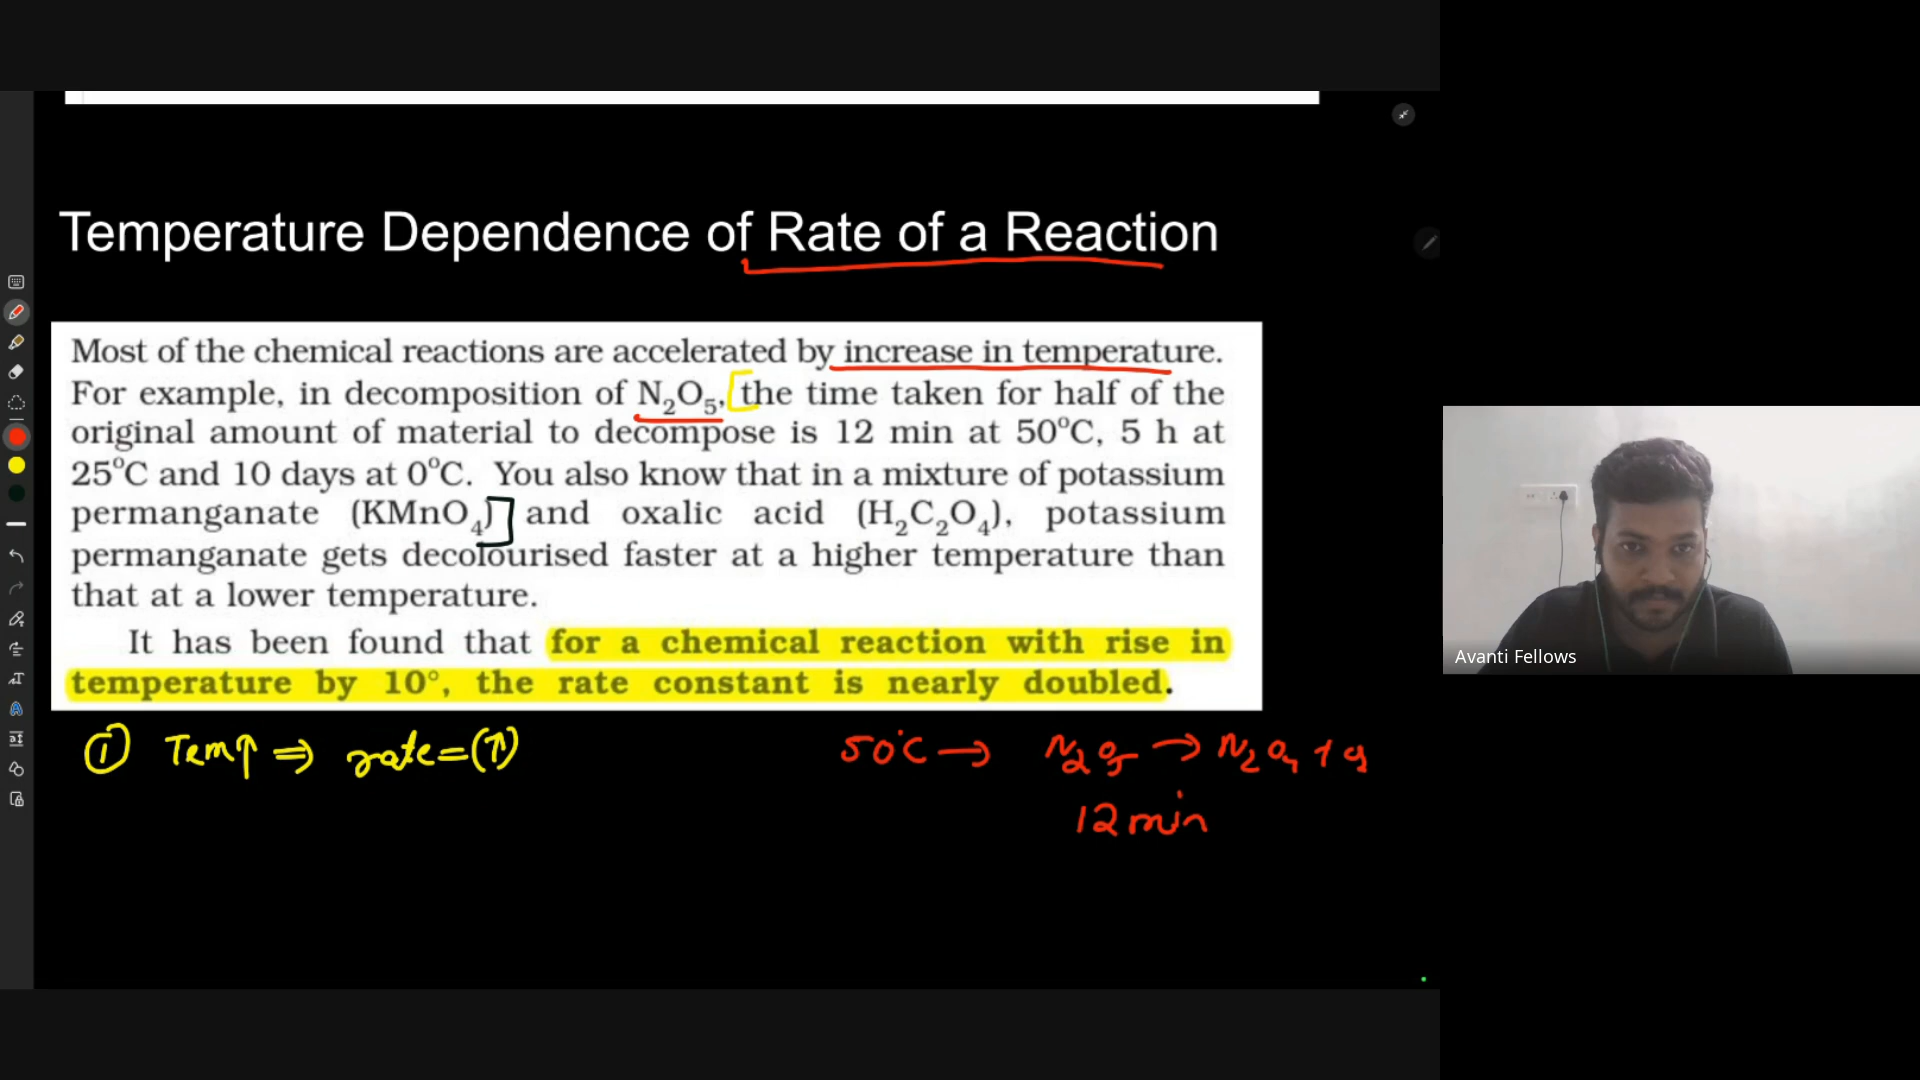 Temperature Dependence of Rate of a Reaction
Most of the chemical reactions are accelerated by increase in temperature.
For example, in decomposition of N₂O₅, the time taken for half of the
original amount of material to decompose is 12 min at 50°C, 5 h at
25°C and 10 days at 0°C. You also know that in a mixture of potassium
permanganate (KMnO₄) and oxalic acid (H₂C₂O₄), potassium
permanganate gets decolourised faster at a higher temperature than
that at a lower temperature.
It has been found that for a chemical reaction with rise in
temperature by 10°, the rate constant is nearly doubled.
① Tem↑ ⇒ rate=(↑)
50°C → N₂O₅ → N₂O₄ +
12 min
Avanti Fellows